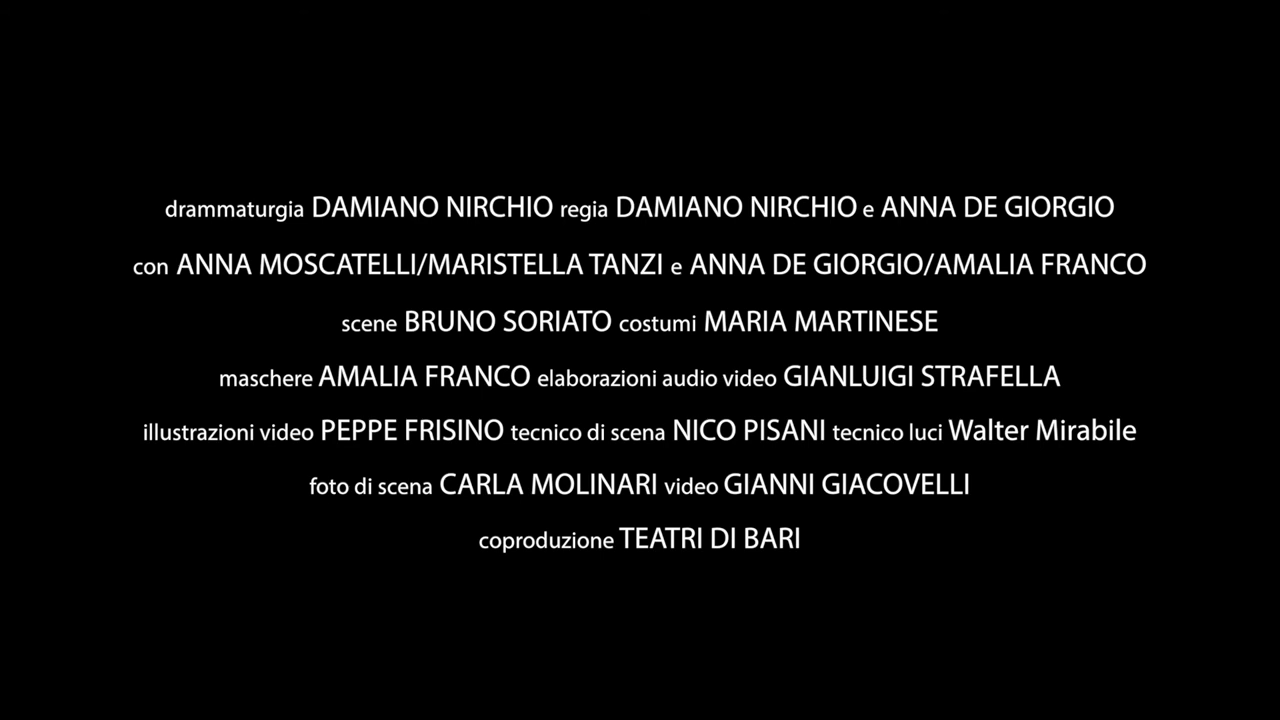 drammaturgia DAMIANO NIRCHIO regia DAMIANO NIRCHIO e ANNA DE GIORGIO
con ANNA MOSCATELLI/MARISTELLA TANZI e ANNA DE GIORGIO/AMALIA FRANCO
scene BRUNO SORIATO costumi MARIA MARTINESE
maschere AMALIA FRANCO elaborazioni audio video GIANLUIGI STRAFELLA
illustrazioni video PEPPE FRISINO tecnico di scena NICO PISANI tecnico luci Walter Mirabile
foto di scena CARLA MOLINARI video GIANNI GIACOVELLI
coproduzione TEATRI DI BARI